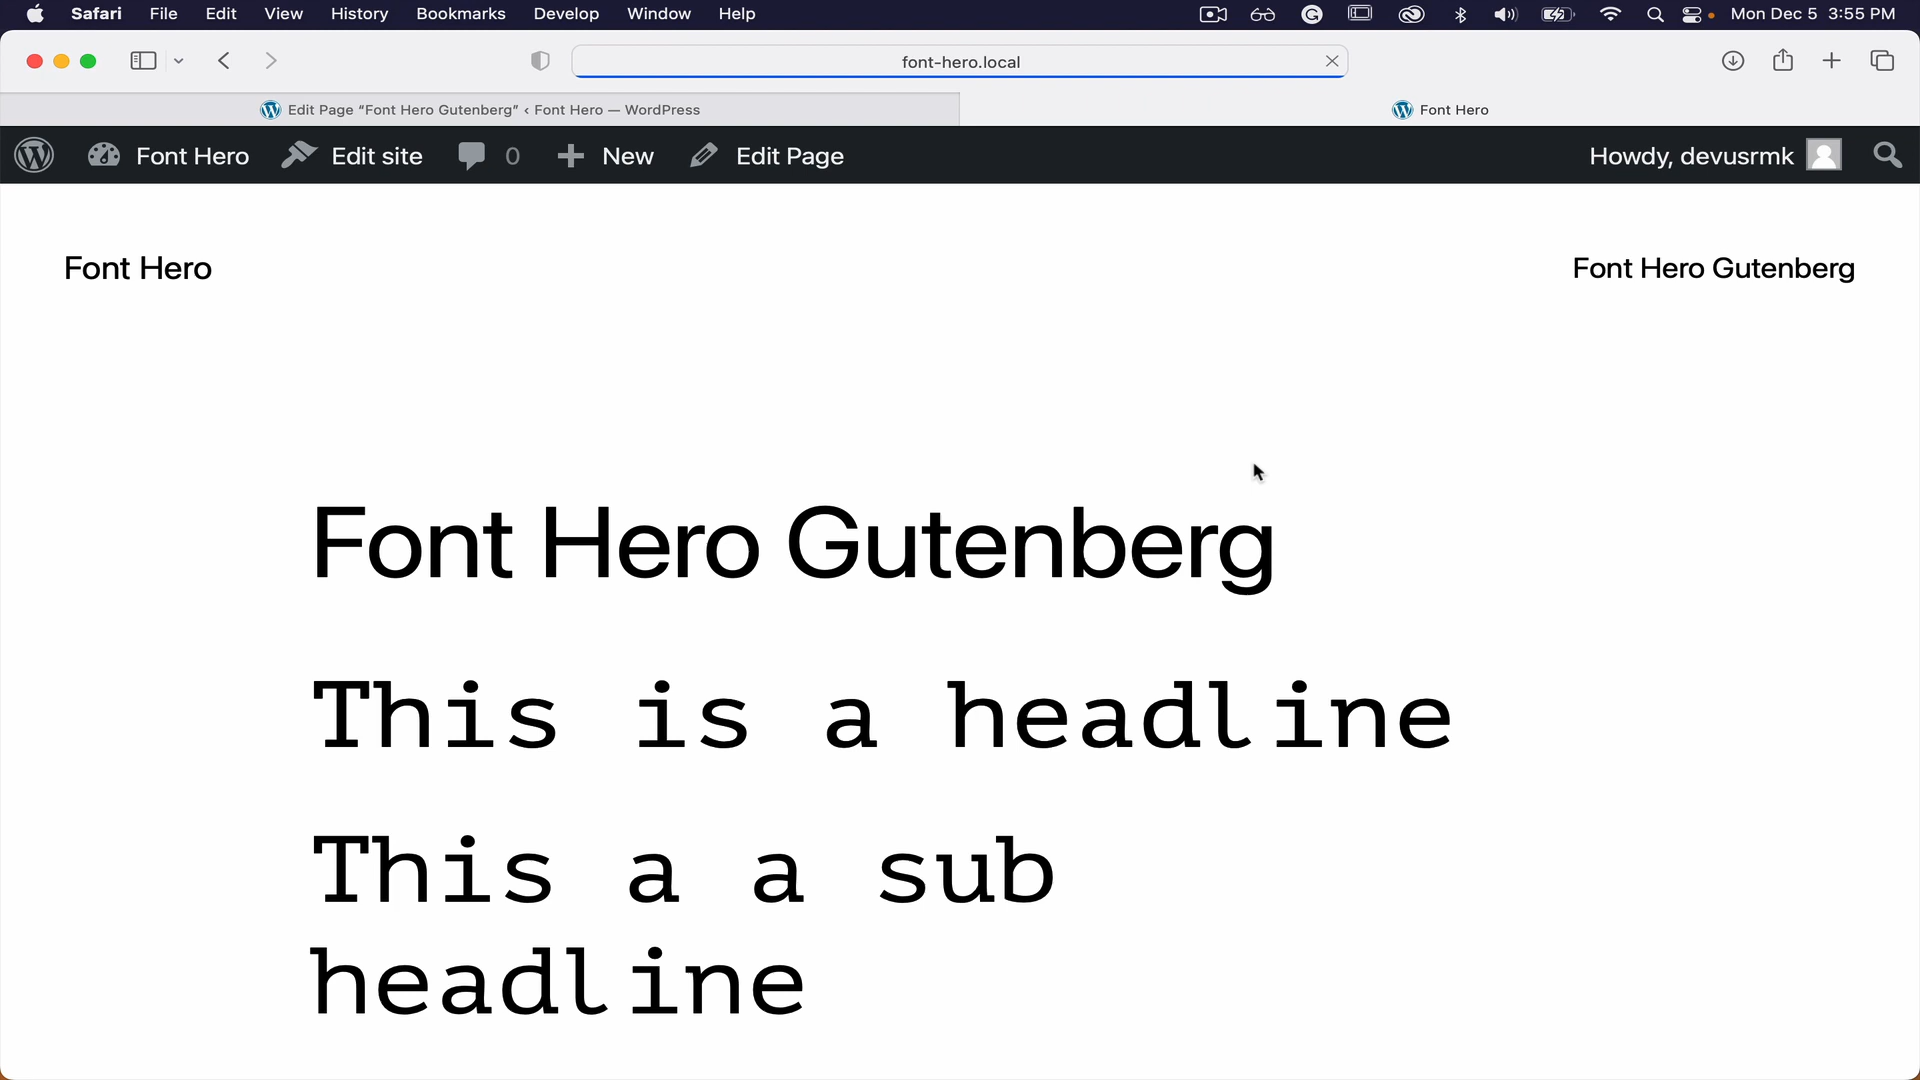 Safari File Edit View History Bookmarks Develop Window Help Mon Dec 5 3:55 PM
font-hero.local
Edit Page “Font Hero Gutenberg” ‹ Font Hero — WordPress Font Hero
Font Hero Edit site 0 New Edit Page Howdy, devusrmk
Font Hero Font Hero Gutenberg
Font Hero Gutenberg
This is a headline
This a a sub
headline